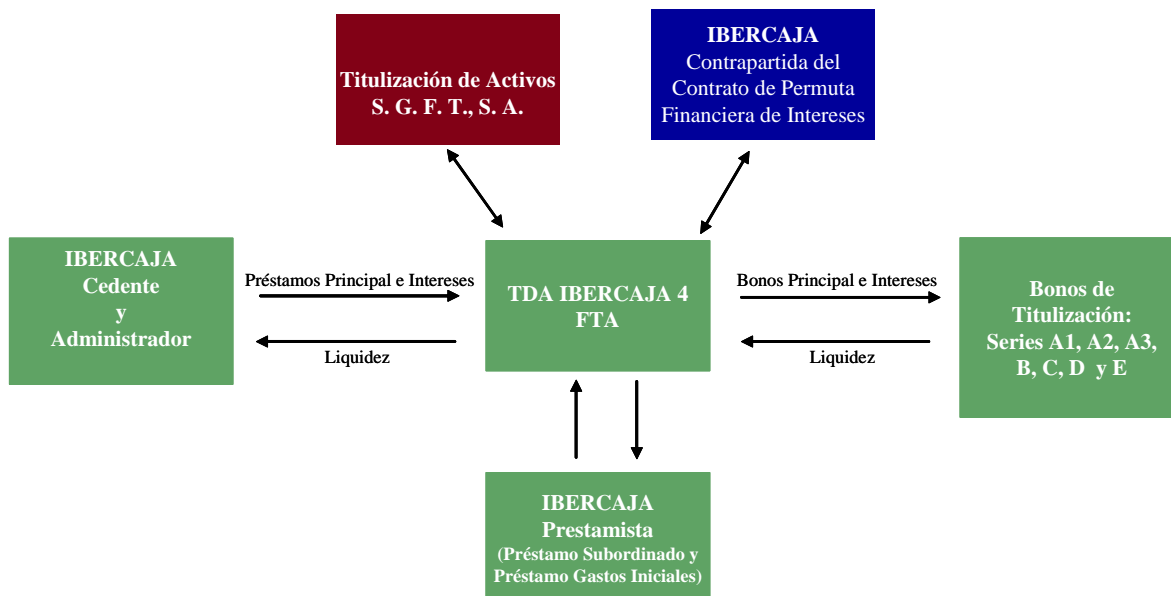 Titulización de Activos
S. G. F. T., S. A.
IBERCAJA
Contrapartida del
Contrato de Permuta
Financiera de Intereses
IBERCAJA
Cedente
y
Administrador
Préstamos Principal e Intereses
Liquidez
TDA IBERCAJA 4
FTA
Bonos Principal e Intereses
Liquidez
Bonos de
Titulización:
Series A1, A2, A3,
B, C, D y E
IBERCAJA
Prestamista
(Préstamo Subordinado y
Préstamo Gastos Iniciales)